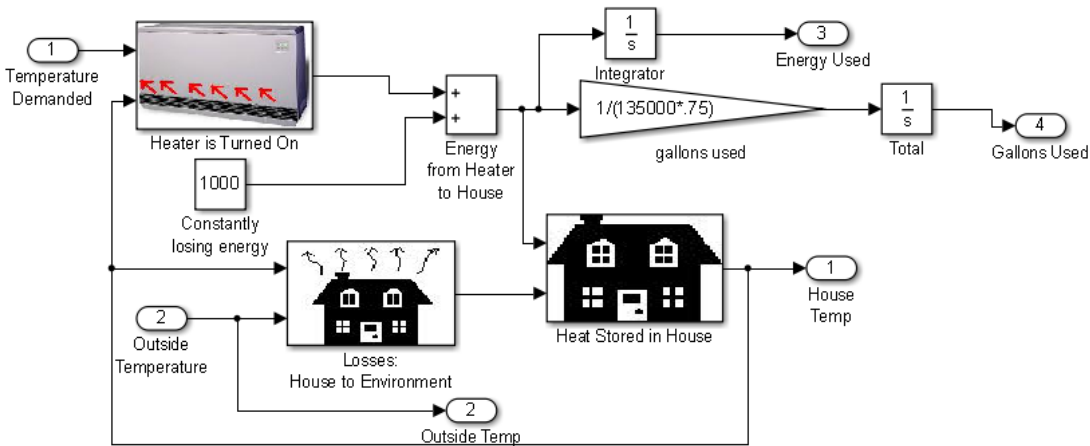 1
Temperature
Demanded
Heater is Turned On
1000
Constantly
losing energy
+
+
Energy
from Heater
to House
1
s
Integrator
3
Energy Used
1/(135000*.75)
gallons used
1
s
Total
4
Gallons Used
2
Outside
Temperature
Losses:
House to Environment
Heat Stored in House
1
House
Temp
2
Outside Temp